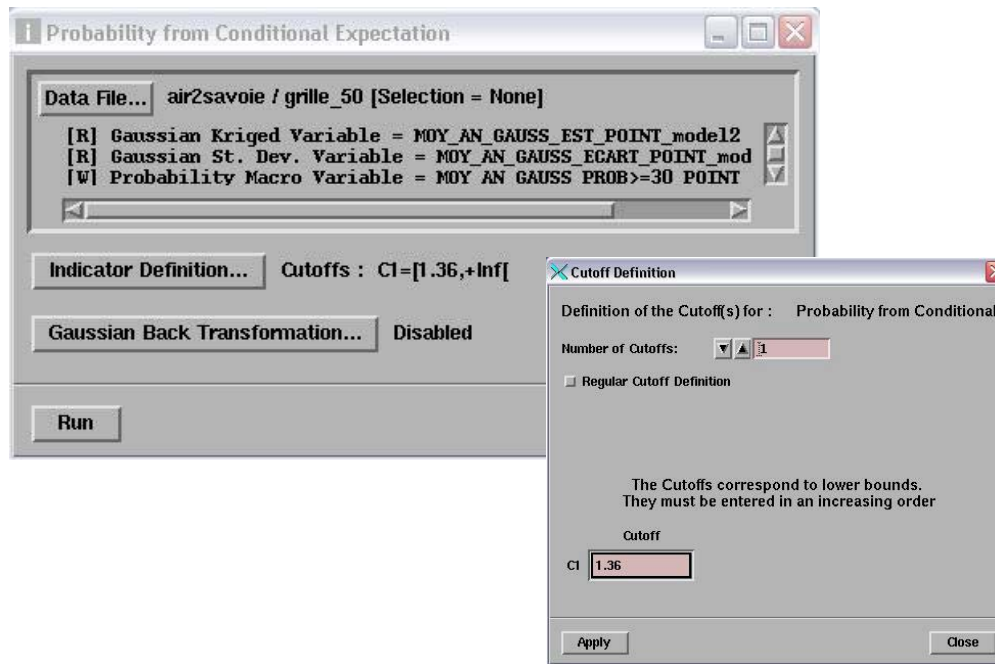 Probability from Conditional Expectation
Data File... air2savoie / grille_50 [Selection = None]
[R] Gaussian Kriged Variable = MOY_AN_GAUSS_EST_POINT_model2
[R] Gaussian St. Dev. Variable = MOY_AN_GAUSS_ECART_POINT_mod
[W] Probability Macro Variable = MOY AN GAUSS PROB>=30 POINT
Indicator Definition... Cutoffs : C1=[1.36,+Inf[
Gaussian Back Transformation... Disabled
Run
Cutoff Definition
Definition of the Cutoff(s) for : Probability from Conditional
Number of Cutoffs: 1
Regular Cutoff Definition
The Cutoffs correspond to lower bounds.
They must be entered in an increasing order
Cutoff
C1 1.36
Apply Close